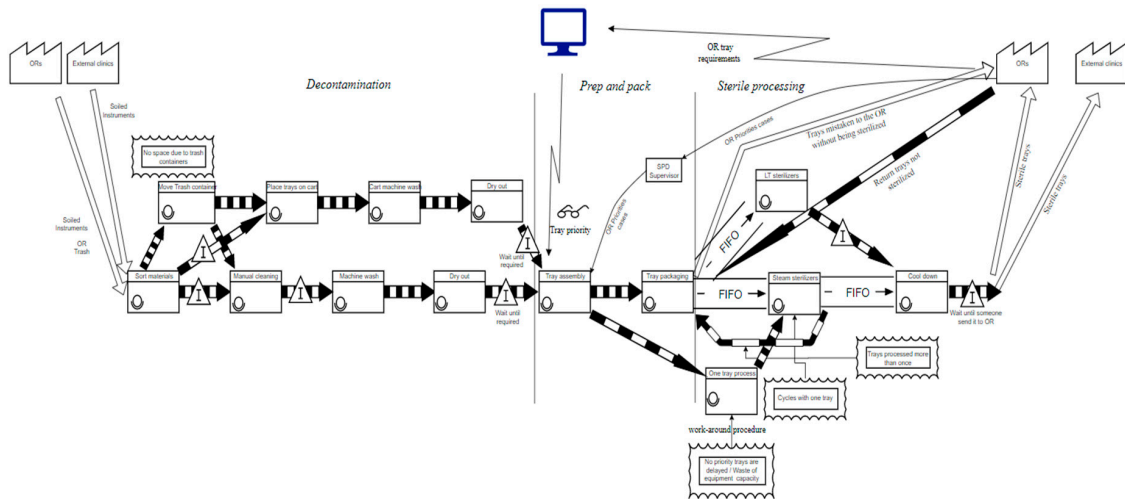 OR tray
requirements
ORs
External clinics
ORs
External clinics
Decontamination
Prep and pack
Sterile processing
Soiled
Instruments
OR Priorities cases
Trays mistaken to the OR
without being sterilized
No space due to trash
containers
SPD
Supervisor
Return trays not
sterilized
Sterile trays
Sterile trays
Move Trash container
Place trays on cart
Cart machine wash
Dry out
LT sterilizers
Tray priority
OR Priorities
cases
Soiled
Instruments
OR
Trash
I
FIFO
I
I
Wait until
required
Sort materials
Manual cleaning
Machine wash
Dry out
Tray assembly
Tray packaging
Steam sterilizers
Cool down
I
I
I
FIFO
FIFO
I
Wait until
required
Wait until someone
send it to OR
Trays processed more
than once
One tray process
Cycles with one tray
work-around procedure
No priority trays are
delayed / Waste of
equipment capacity